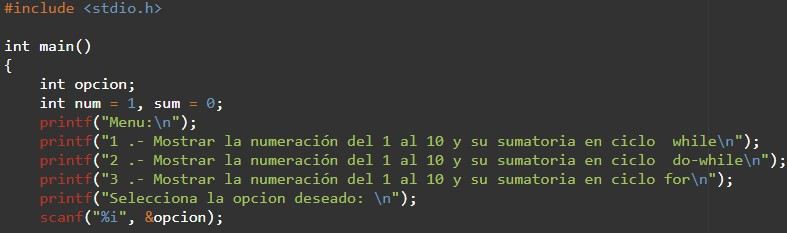 #include <stdio.h>

int main()
{
    int opcion;
    int num = 1, sum = 0;
    printf("Menu:\n");
    printf("1 .- Mostrar la numeración del 1 al 10 y su sumatoria en ciclo  while\n");
    printf("2 .- Mostrar la numeración del 1 al 10 y su sumatoria en ciclo  do-while\n");
    printf("3 .- Mostrar la numeración del 1 al 10 y su sumatoria en ciclo for\n");
    printf("Selecciona la opcion deseado: \n");
    scanf("%i", &opcion);